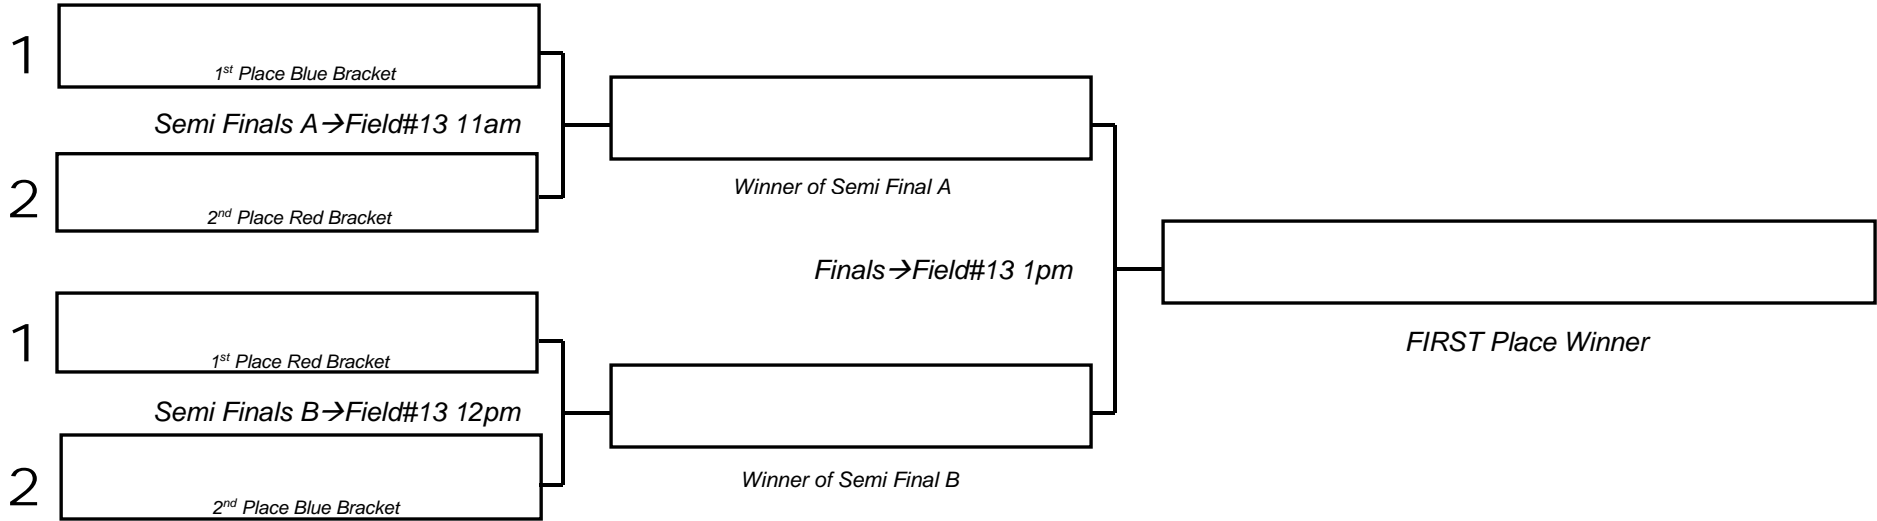 1
1st Place Blue Bracket
Semi Finals A→Field#13 11am
2
2nd Place Red Bracket
Winner of Semi Final A
Finals→Field#13 1pm
FIRST Place Winner
1
1st Place Red Bracket
Semi Finals B→Field#13 12pm
2
2nd Place Blue Bracket
Winner of Semi Final B